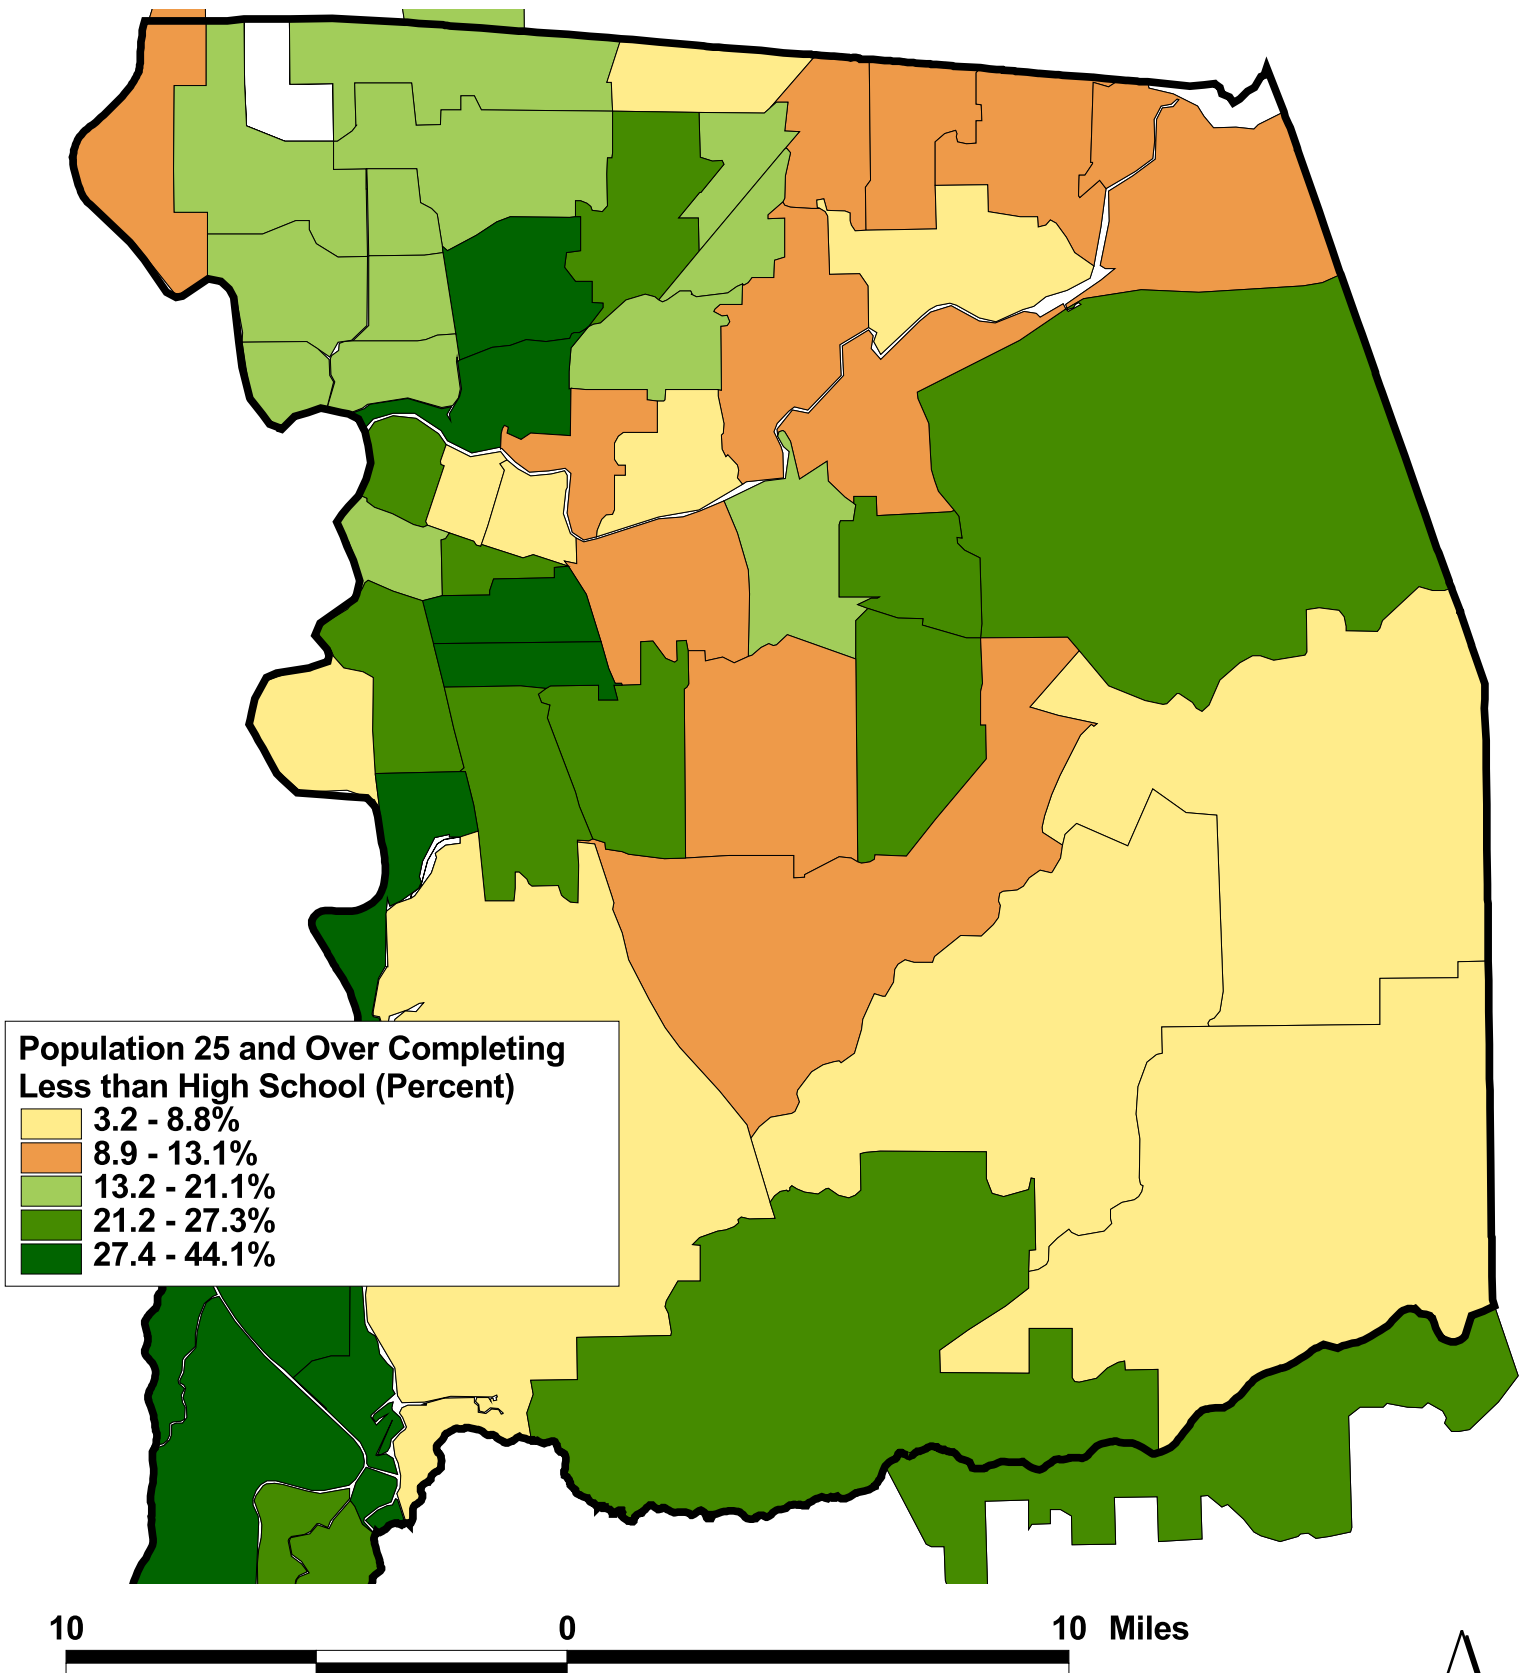 Population 25 and Over Completing
Less than High School (Percent)
3.2 - 8.8%
8.9 - 13.1%
13.2 - 21.1%
21.2 - 27.3%
27.4 - 44.1%
10 0 10 Miles